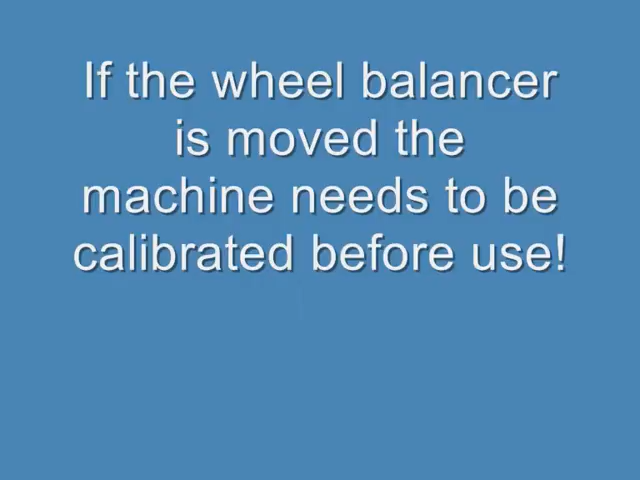 If the wheel balancer
is moved the
machine needs to be
calibrated before use!